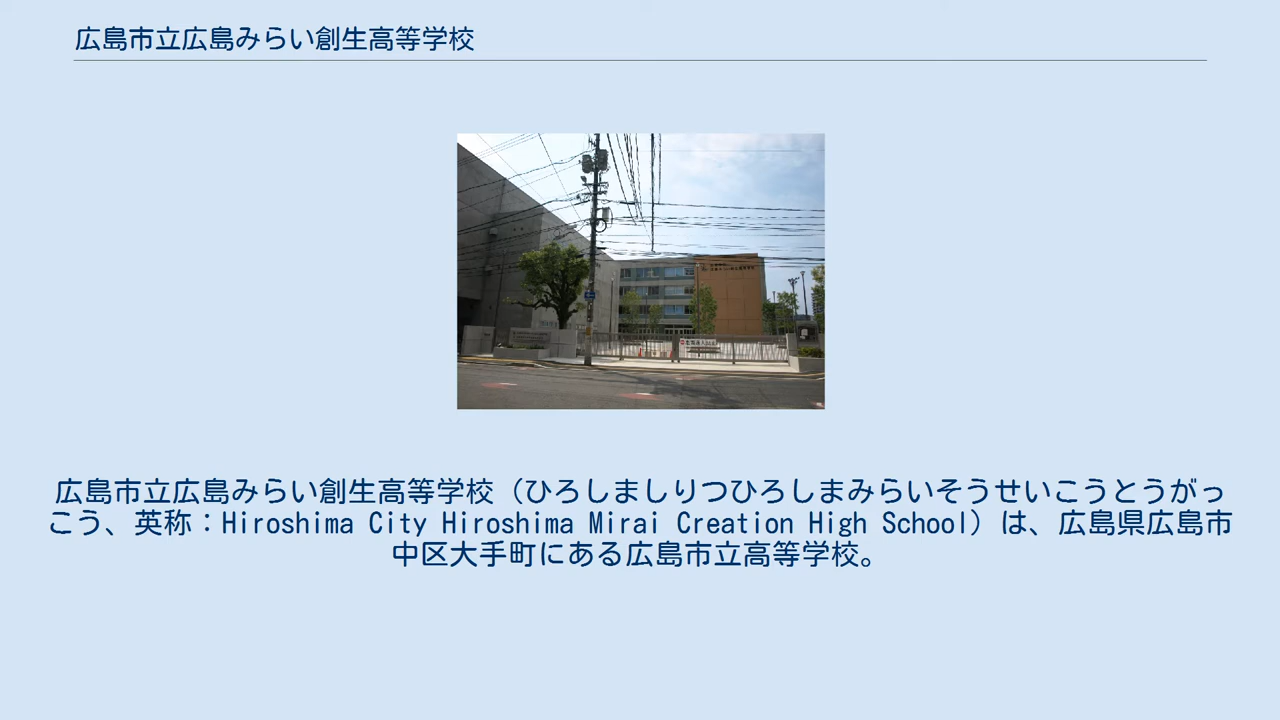 広島市立広島みらい創生高等学校
広島市立広島みらい創生高等学校（ひろしましりつひろしまみらいそうせいこうとうがっ
こう、英称：Hiroshima City Hiroshima Mirai Creation High School）は、広島県広島市
中区大手町にある広島市立高等学校。